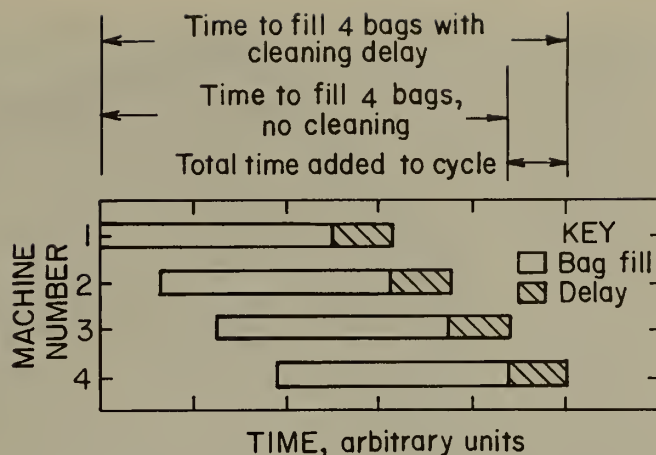 Time to fill 4 bags with
cleaning delay
Time to fill 4 bags,
no cleaning
Total time added to cycle
MACHINE
NUMBER
1
2
3
4
KEY
Bag fill
Delay
TIME, arbitrary units